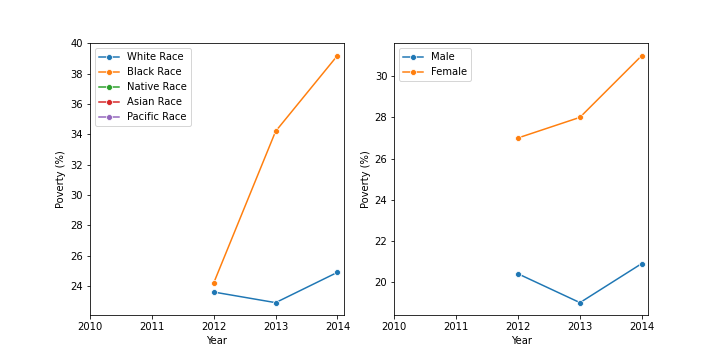 40
38
36
34
32
30
28
26
24
Poverty (%)
White Race
Black Race
Native Race
Asian Race
Pacific Race
2010 2011 2012 2013 2014
Year
30
28
26
24
22
20
Poverty (%)
Male
Female
2010 2011 2012 2013 2014
Year